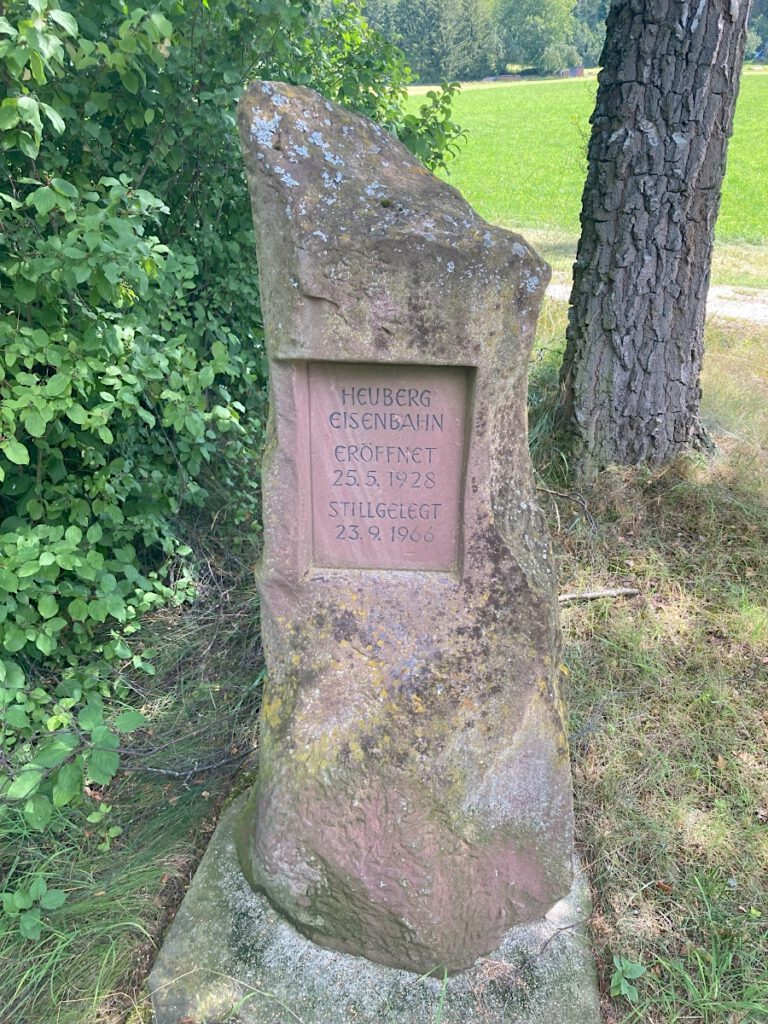 HEUBERG
EISENBAHN
ERÖFFNET
25.5.1928
STILLGELEGT
23.9.1966